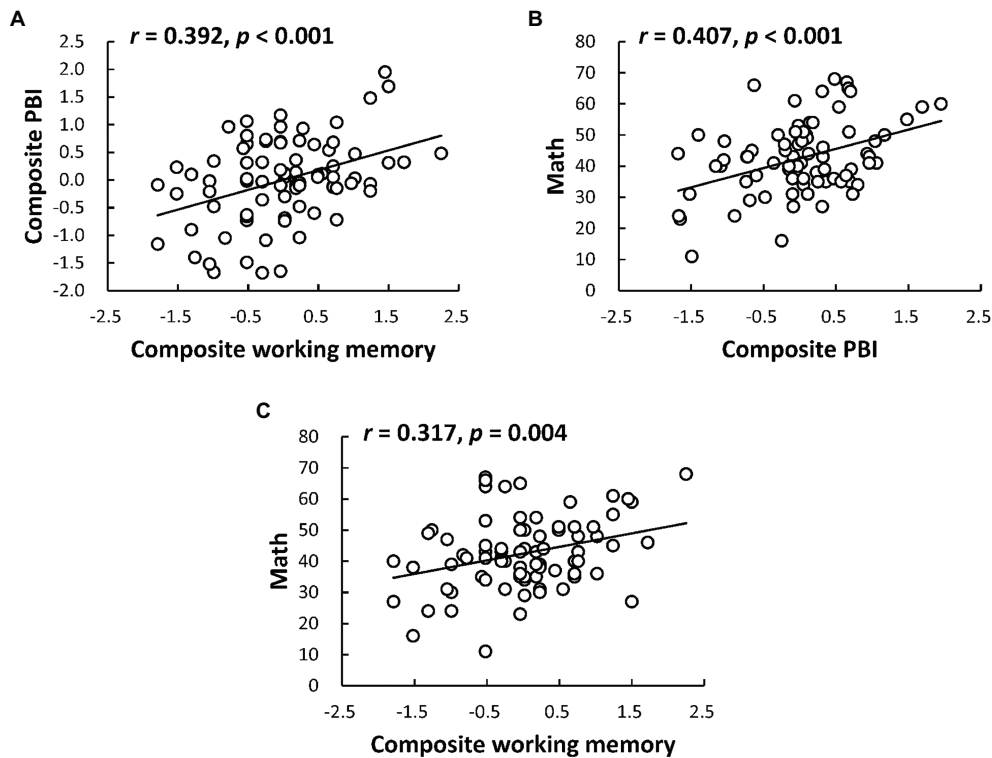 A
r = 0.392, p < 0.001
Composite PBI
2.5
2.0
1.5
1.0
0.5
0.0
-0.5
-1.0
-1.5
-2.0
-2.5 -1.5 -0.5 0.5 1.5 2.5
Composite working memory
B
r = 0.407, p < 0.001
Math
80
70
60
50
40
30
20
10
0
-2.5 -1.5 -0.5 0.5 1.5 2.5
Composite PBI
C
r = 0.317, p = 0.004
Math
80
70
60
50
40
30
20
10
0
-2.5 -1.5 -0.5 0.5 1.5 2.5
Composite working memory